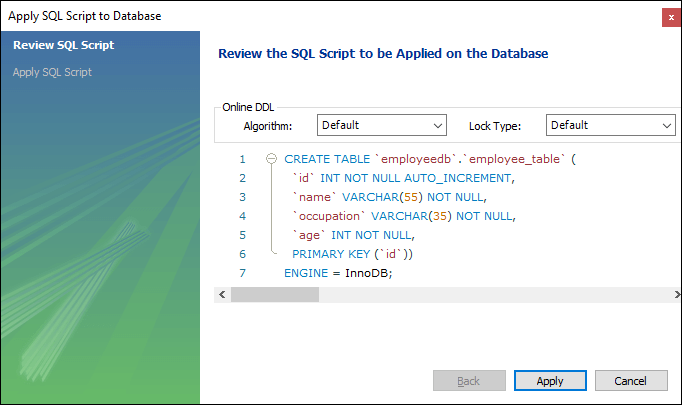 Apply SQL Script to Database
x
Review SQL Script
Apply SQL Script
Review the SQL Script to be Applied on the Database
Online DDL
Algorithm: Default Lock Type: Default
1 CREATE TABLE `employeedb`.`employee_table` (
2 `id` INT NOT NULL AUTO_INCREMENT,
3 `name` VARCHAR(55) NOT NULL,
4 `occupation` VARCHAR(35) NOT NULL,
5 `age` INT NOT NULL,
6 PRIMARY KEY (`id`))
7 ENGINE = InnoDB;
Back Apply Cancel